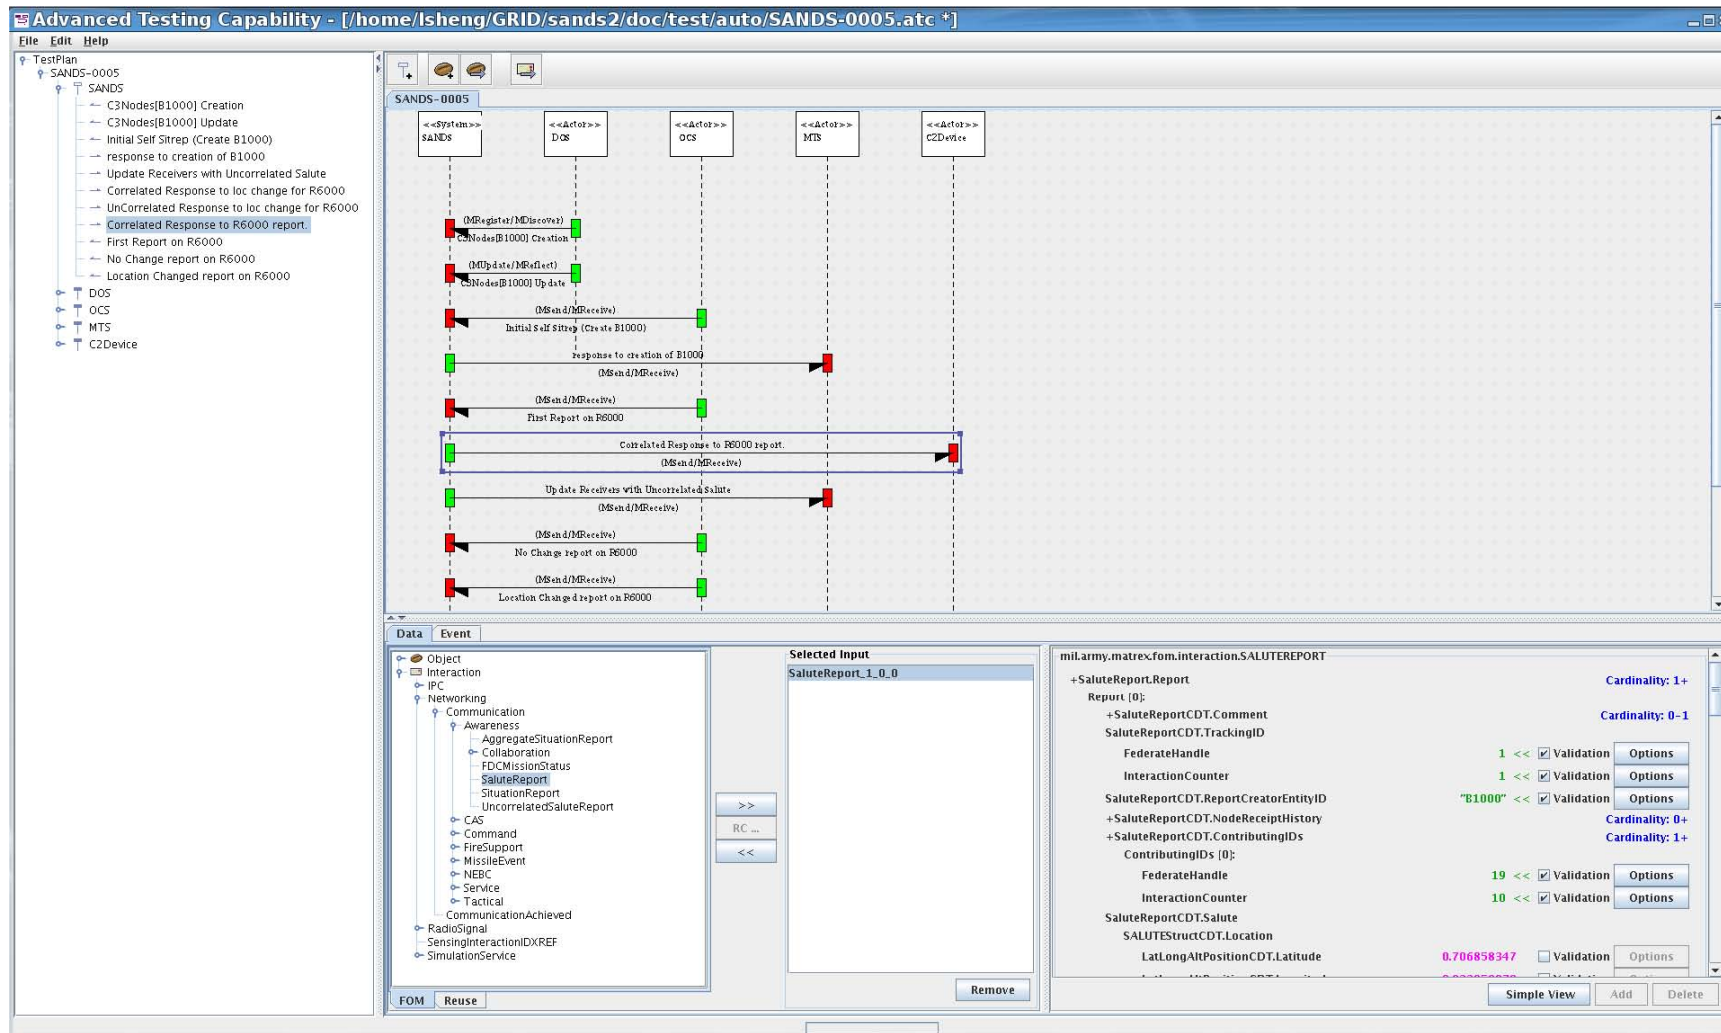 Advanced Testing Capability - [/home/lsheng/GRID/sands2/doc/test/auto/SANDS-0005.atc *]
File Edit Help
TestPlan
SANDS-0005
SANDS
C3Nodes[B1000] Creation
C3Nodes[B1000] Update
Initial Self Sitrep (Create B1000)
response to creation of B1000
Update Receivers with Uncorrelated Salute
Correlated Response to loc change for R6000
UnCorrelated Response to loc change for R6000
Correlated Response to R6000 report.
First Report on R6000
No Change report on R6000
Location Changed report on R6000
DOS
OCS
MTS
C2Device
SANDS-0005
<<System>> <<Actor>> <<Actor>> <<Actor>> <<Actor>>
SANDS DOS OCS MTS C2Device
(MRegister/MDiscover)
C3Nodes[B1000] Creation
(MUpdate/MReflect)
C3Nodes[B1000] Update
(MSend/MReceive)
Initial Self Sitrep (Create B1000)
response to creation of B1000
(MSend/MReceive)
(MSend/MReceive)
First Report on R6000
Correlated Response to R6000 report.
(MSend/MReceive)
Update Receivers with Uncorrelated Salute
(MSend/MReceive)
(MSend/MReceive)
No Change report on R6000
(MSend/MReceive)
Location Changed report on R6000
Data Event
Object
Interaction
IPC
Networking
Communication
Awareness
AggregateSituationReport
Collaboration
FDCMissionStatus
SaluteReport
SituationReport
UncorrelatedSaluteReport
CAS
Command
FireSupport
MissileEvent
NEBC
Service
Tactical
CommunicationAchieved
RadioSignal
SensingInteractionIDXREF
SimulationService
FOM Reuse
>>
RC ...
<<
Selected Input
SaluteReport_1_0_0
Remove
mil.army.matrex.fom.interaction.SALUTEREPORT
+SaluteReport.Report Cardinality: 1+
Report [0]:
+SaluteReportCDT.Comment Cardinality: 0-1
SaluteReportCDT.TrackingID
FederateHandle 1 << Validation Options
InteractionCounter 1 << Validation Options
SaluteReportCDT.ReportCreatorEntityID "B1000" << Validation Options
+SaluteReportCDT.NodeReceiptHistory Cardinality: 0+
+SaluteReportCDT.ContributingIDs Cardinality: 1+
ContributingIDs [0]:
FederateHandle 19 << Validation Options
InteractionCounter 10 << Validation Options
SaluteReportCDT.Salute
SALUTEStructCDT.Location
LatLongAltPositionCDT.Latitude 0.706858347 Validation Options
Simple View Add Delete